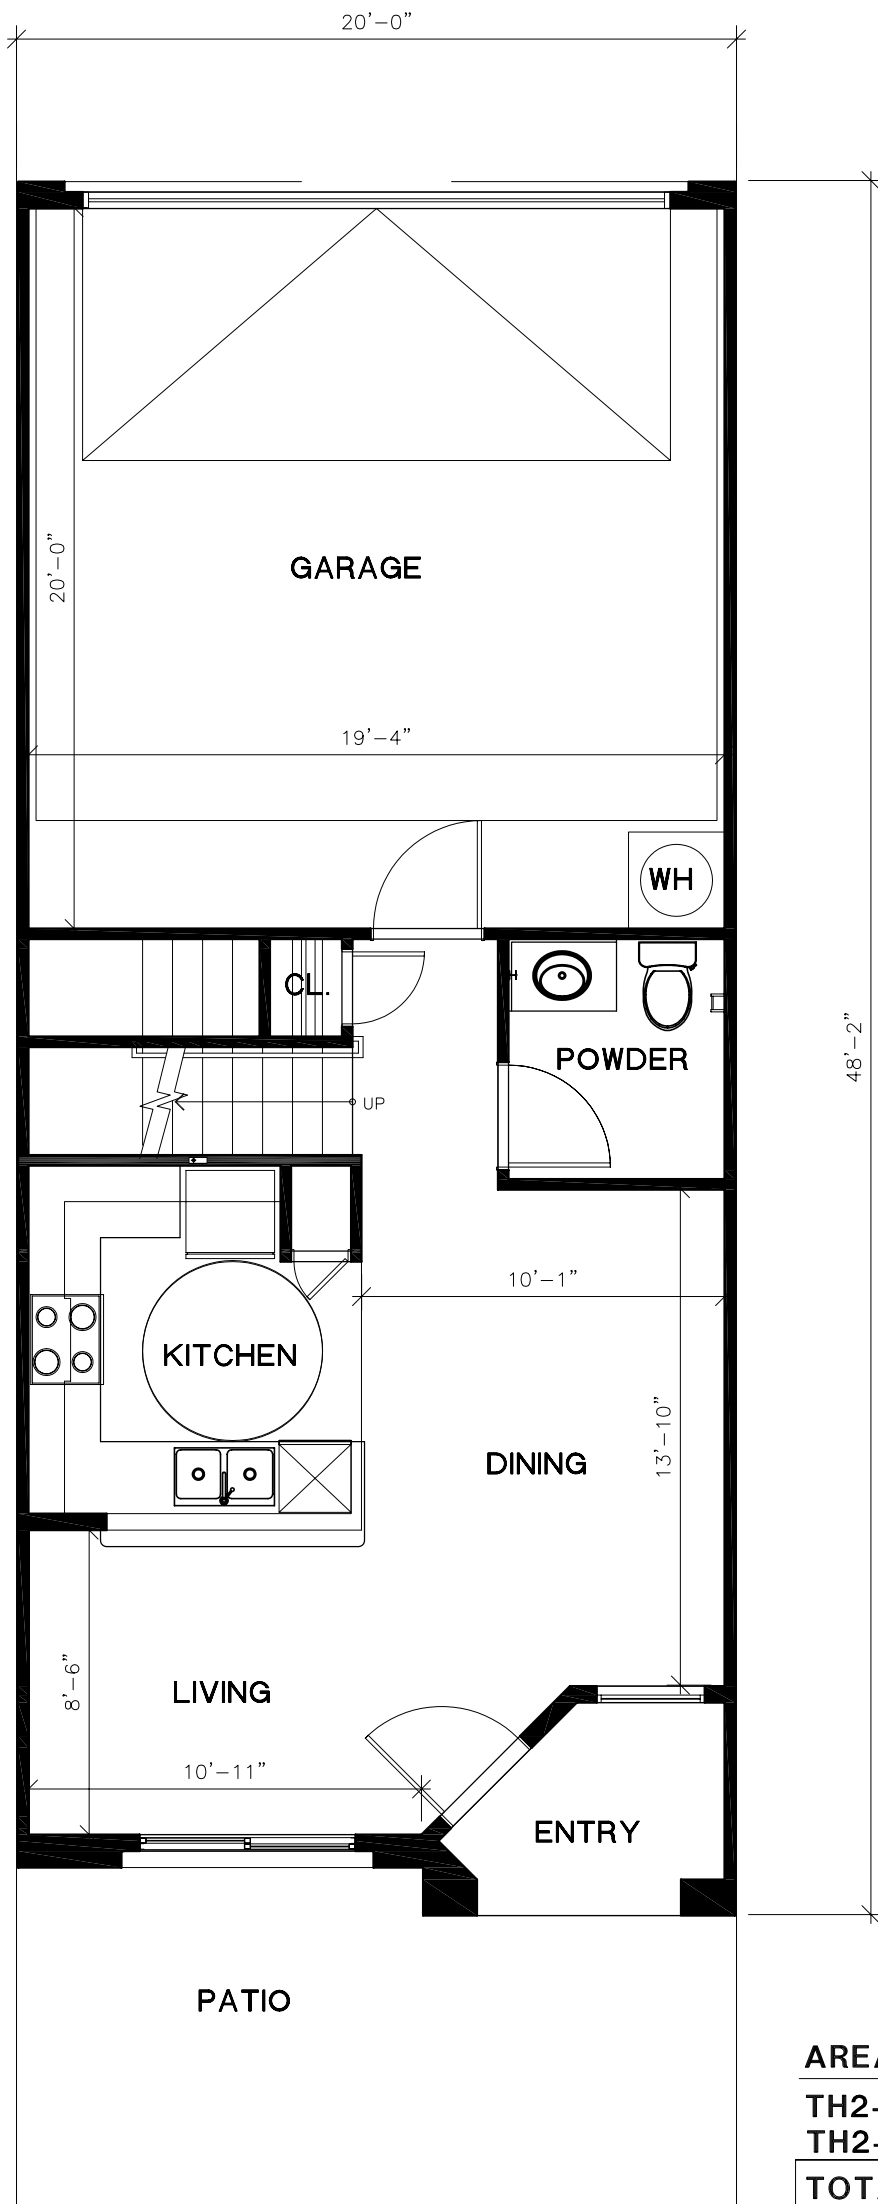 20'-0"
20'-0"
GARAGE
19'-4"
WH
CL.
48'-2"
POWDER
UP
10'-1"
KITCHEN
13'-10"
DINING
8'-6"
LIVING
10'-11"
ENTRY
PATIO
TH2-
TH2-